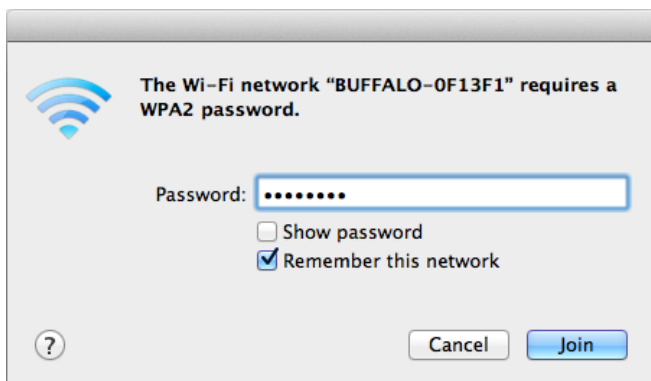 The Wi-Fi network “BUFFALO-0F13F1” requires a
WPA2 password.
Password: ••••••••
Show password
Remember this network
? Cancel Join